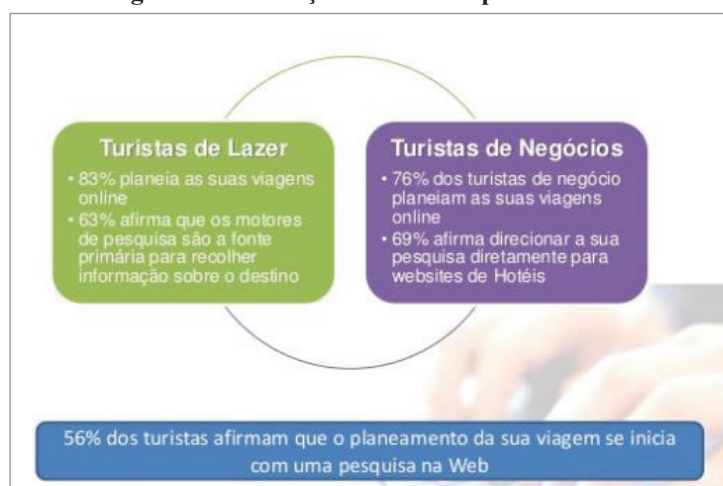 Turistas de Lazer
• 83% planeia as suas viagens
online
• 63% afirma que os motores
de pesquisa são a fonte
primária para recolher
informação sobre o destino
Turistas de Negócios
• 76% dos turistas de negócio
planeiam as suas viagens
online
• 69% afirma direcionar a sua
pesquisa diretamente para
websites de Hotéis
56% dos turistas afirmam que o planeamento da sua viagem se inicia
com uma pesquisa na Web